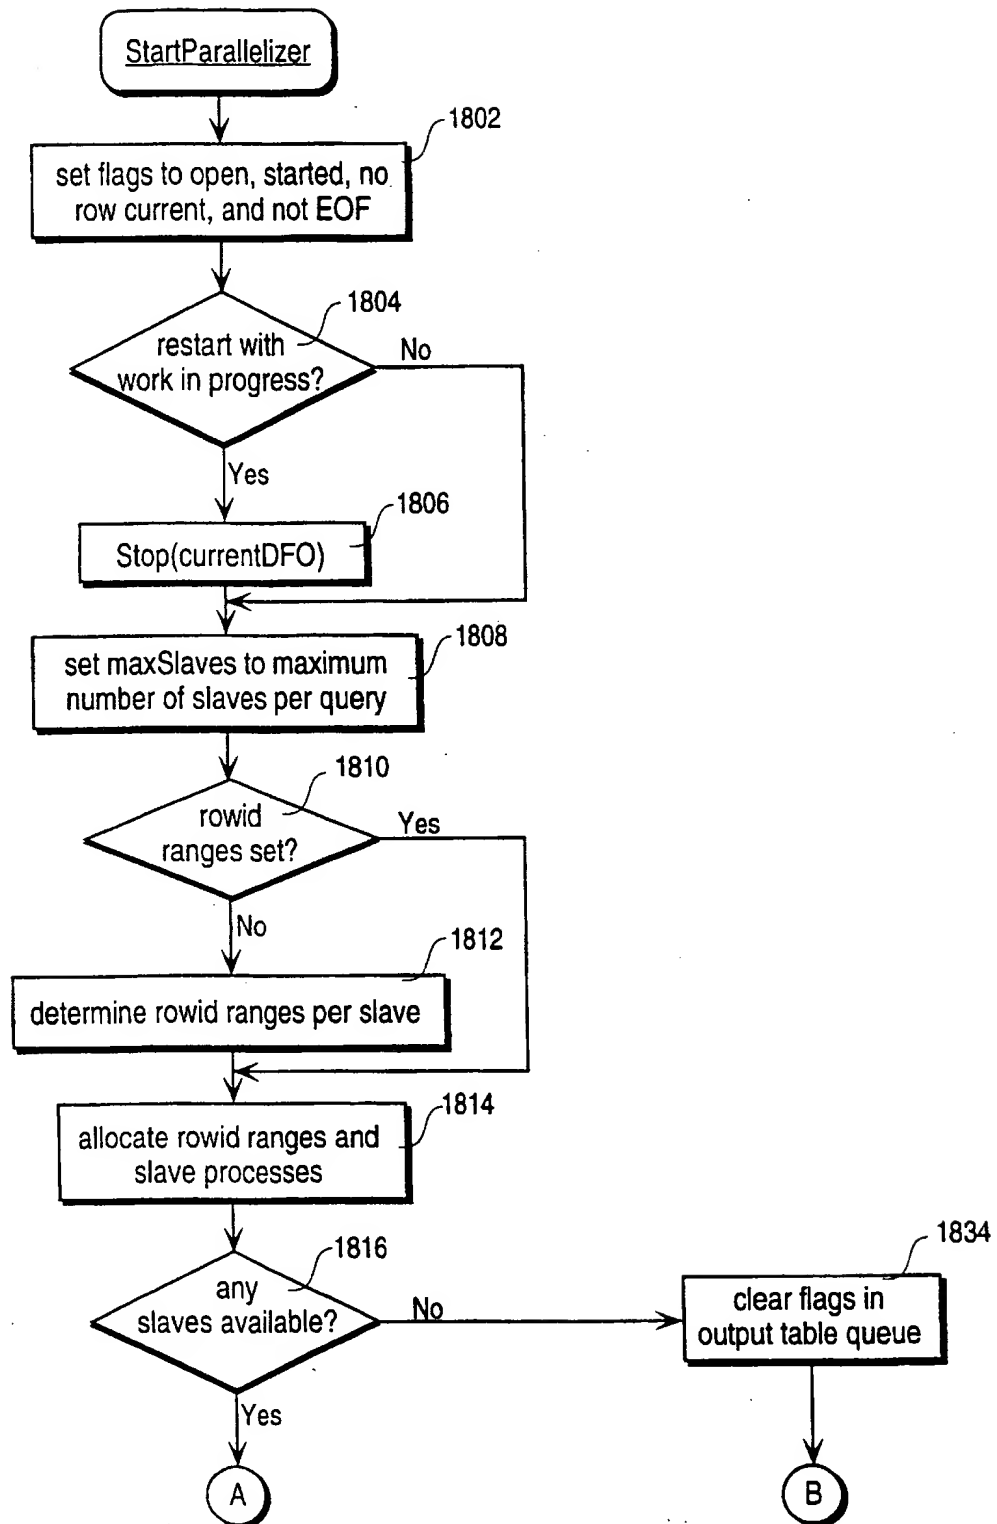 StartParallelizer
1802
set flags to open, started, no
row current, and not EOF
1804
restart with
work in progress?
No
Yes
1806
Stop(currentDFO)
1808
set maxSlaves to maximum
number of slaves per query
1810
rowid
ranges set?
Yes
No
1812
determine rowid ranges per slave
1814
allocate rowid ranges and
slave processes
1816
any
slaves available?
No
1834
clear flags in
output table queue
Yes
A
B